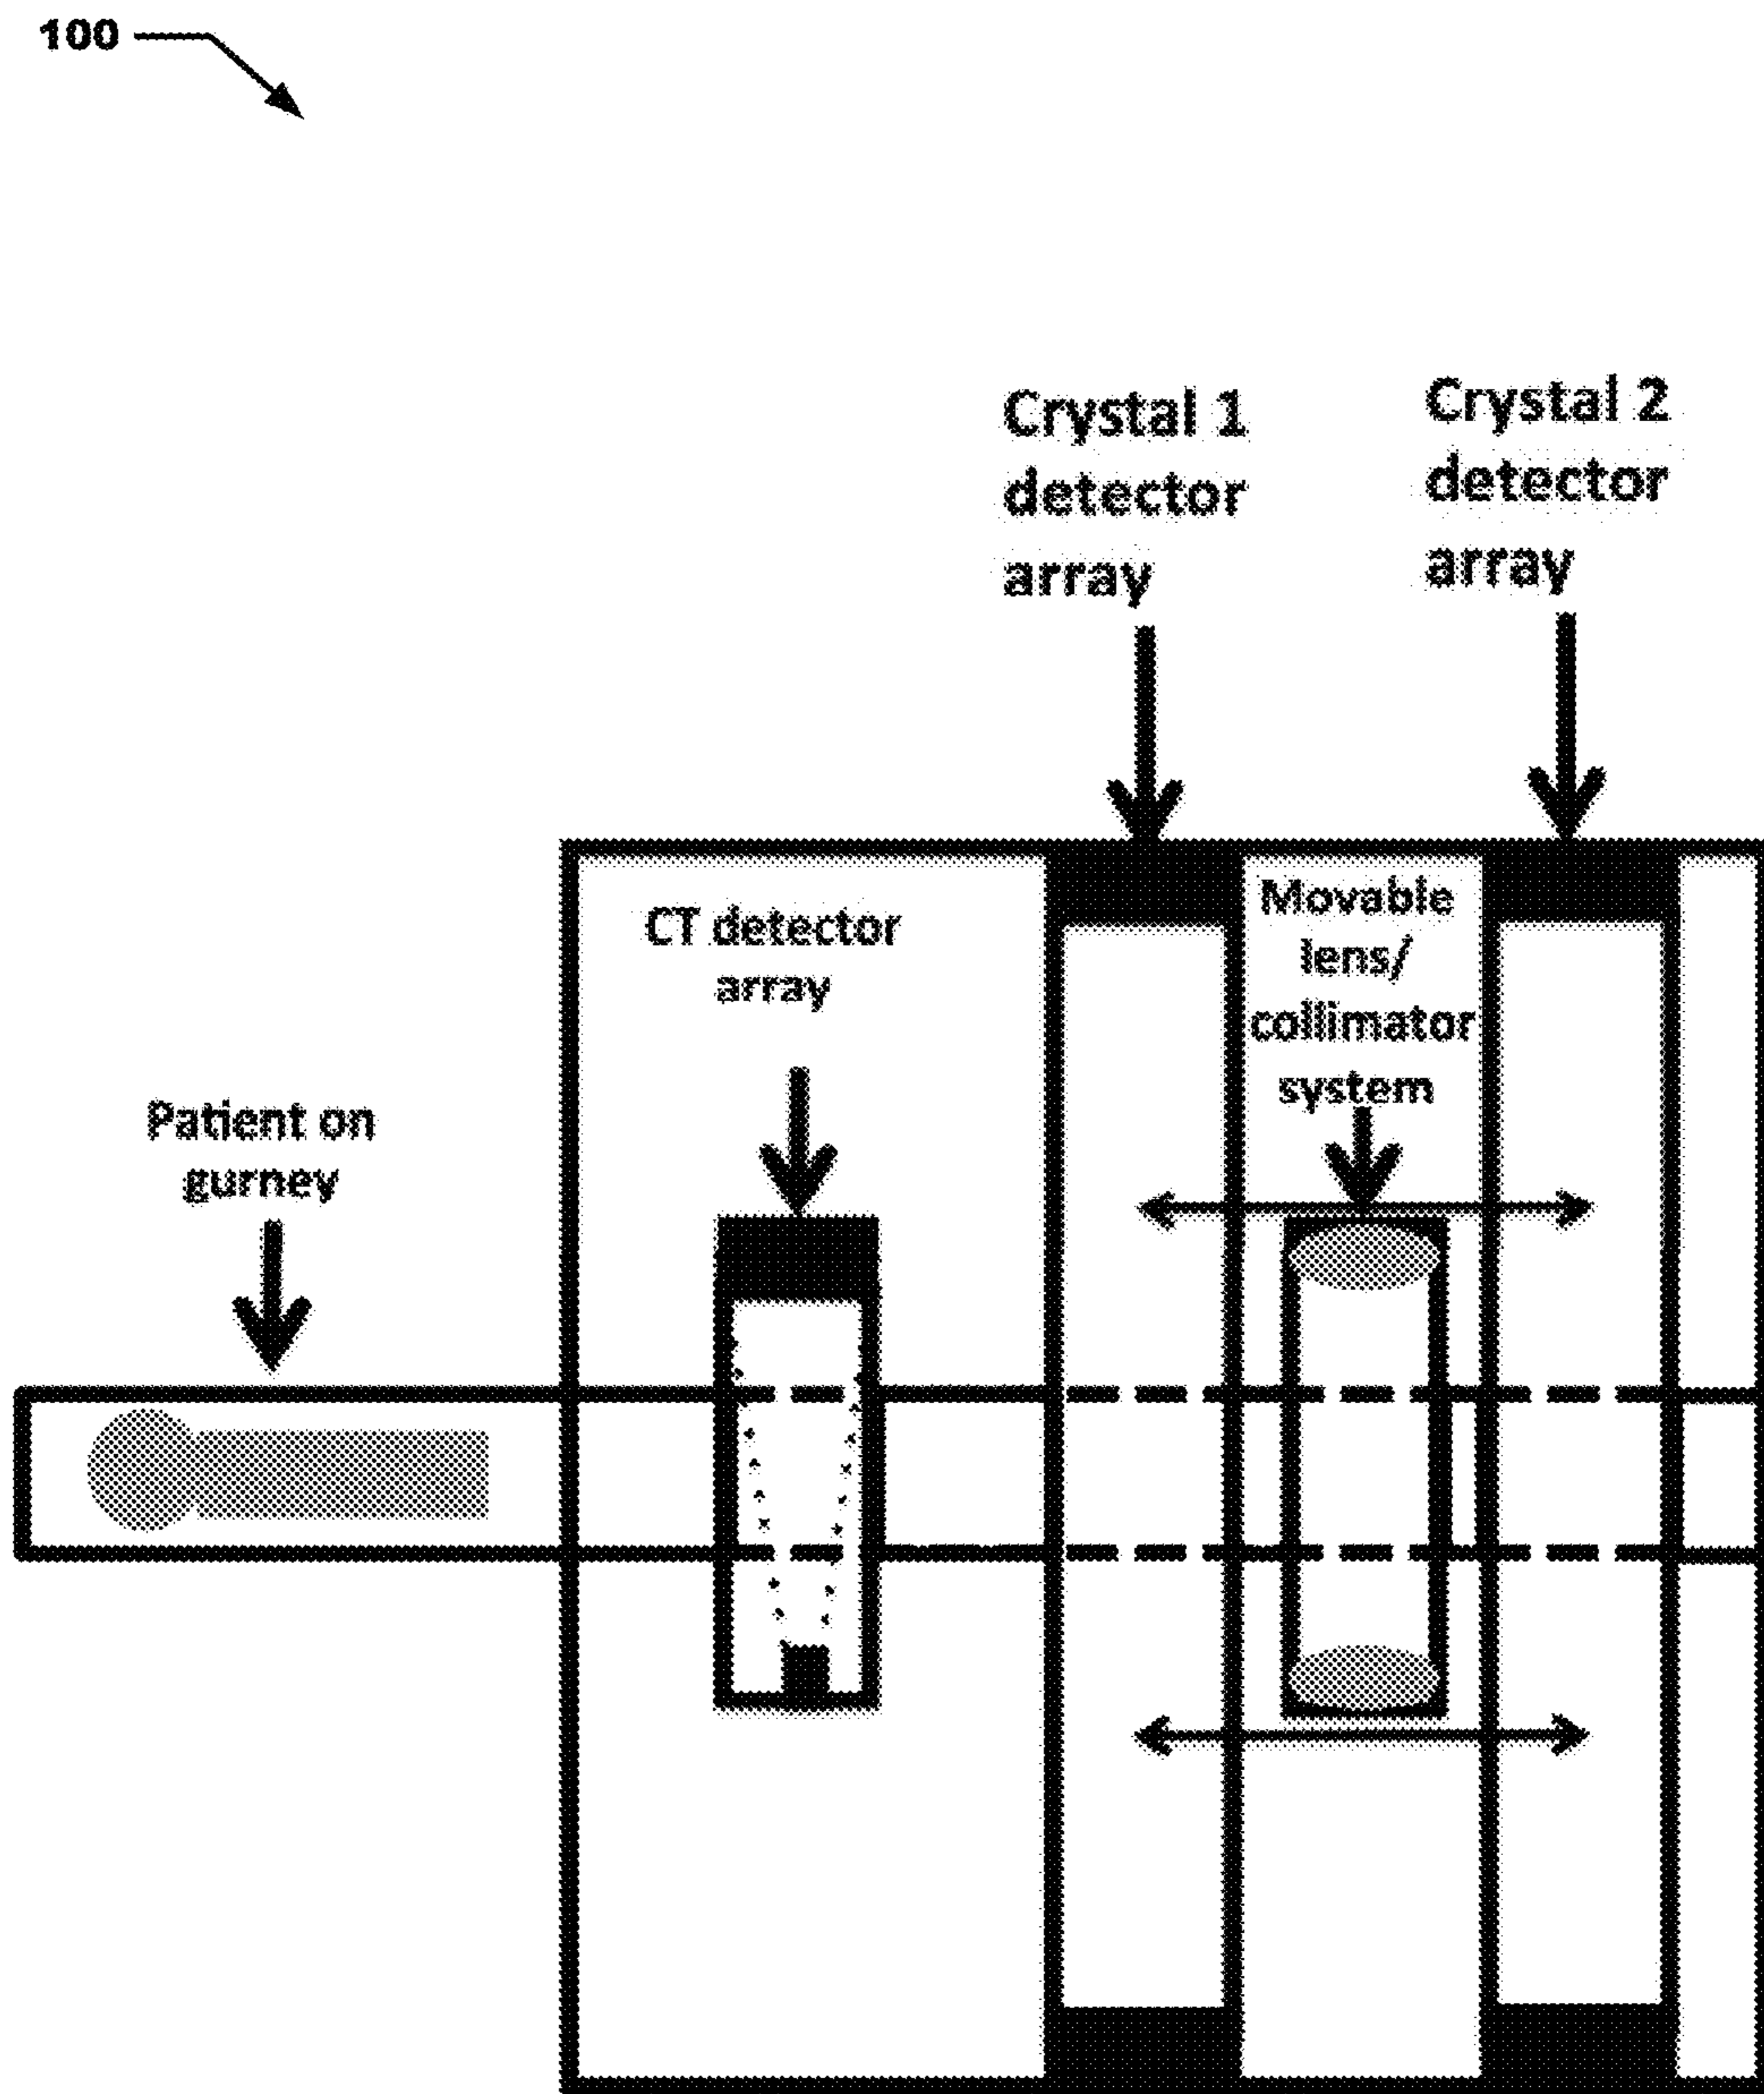 100
Crystal 1
detector
array
Crystal 2
detector
array
CT detector
array
Movable
lens/
collimator
system
Patient on
gurney